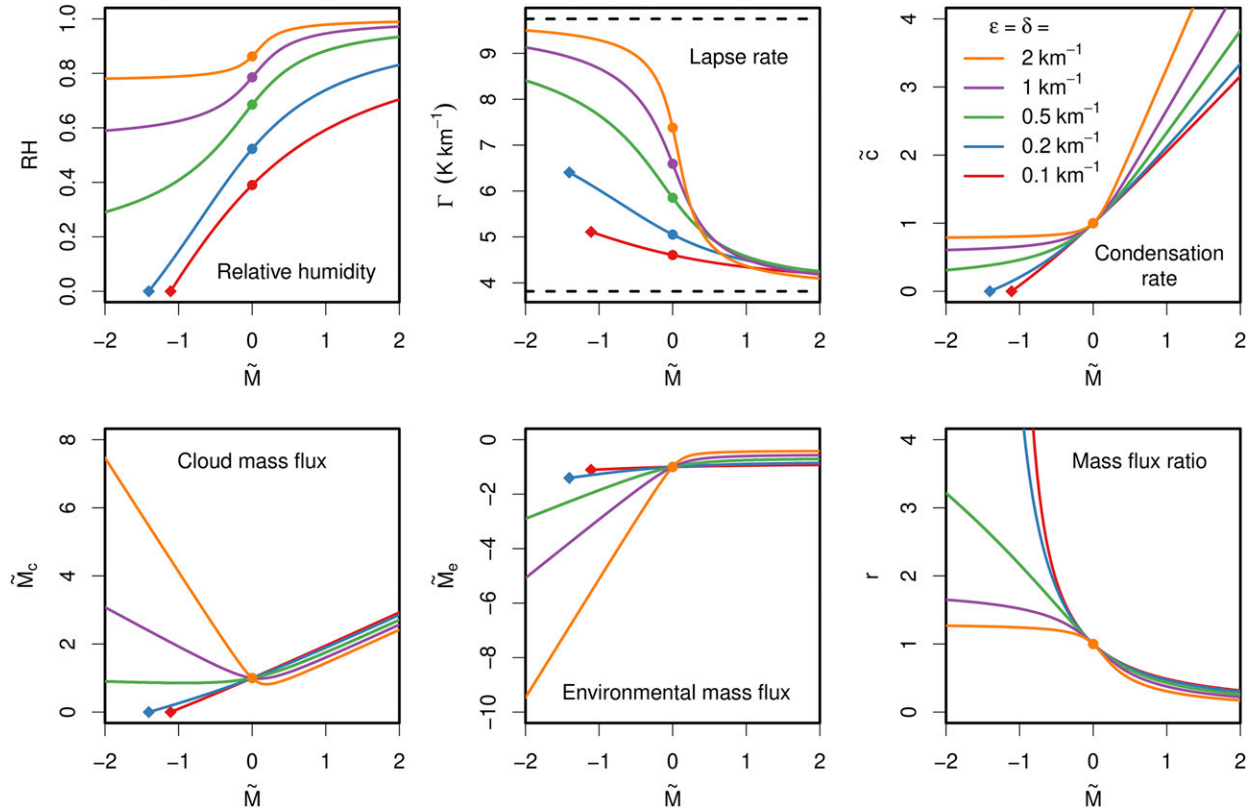 1.0
0.8
0.6
0.4
0.2
0.0
RH
Relative humidity
−2 −1 0 1 2
M̃
9
8
7
6
5
4
Γ (K km⁻¹)
Lapse rate
−2 −1 0 1 2
M̃
4
3
2
1
0
c̃
ε = δ =
2 km⁻¹
1 km⁻¹
0.5 km⁻¹
0.2 km⁻¹
0.1 km⁻¹
Condensation
rate
−2 −1 0 1 2
M̃
8
6
4
2
0
M̃c
Cloud mass flux
−2 −1 0 1 2
M̃
0
−2
−4
−6
−8
−10
M̃e
Environmental mass flux
−2 −1 0 1 2
M̃
4
3
2
1
0
r
Mass flux ratio
−2 −1 0 1 2
M̃